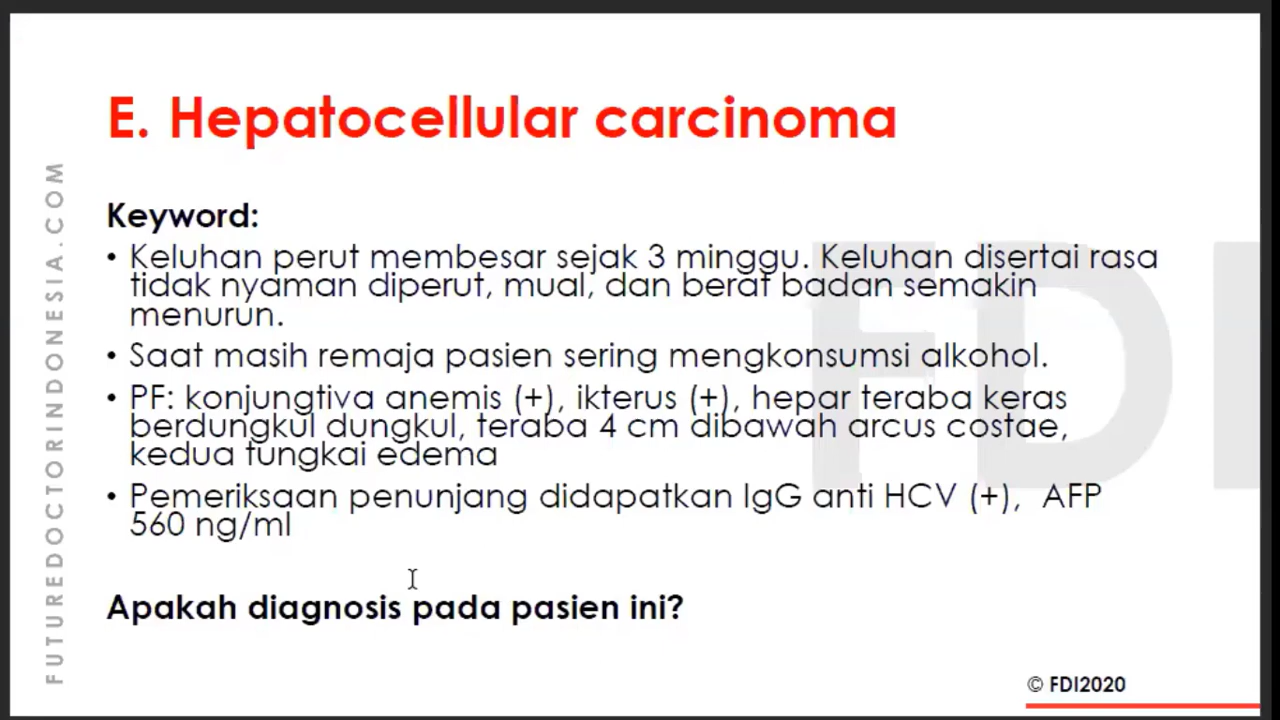 E. Hepatocellular carcinoma
FUTUREDOCTORINDONESIA.COM
Keyword:
• Keluhan perut membesar sejak 3 minggu. Keluhan disertai rasa
tidak nyaman diperut, mual, dan berat badan semakin
menurun.
• Saat masih remaja pasien sering mengkonsumsi alkohol.
• PF: konjungtiva anemis (+), ikterus (+), hepar teraba keras
berdungkul dungkul, teraba 4 cm dibawah arcus costae,
kedua tungkai edema
• Pemeriksaan penunjang didapatkan IgG anti HCV (+), AFP
560 ng/ml
Apakah diagnosis pada pasien ini?
© FDI2020
FDI